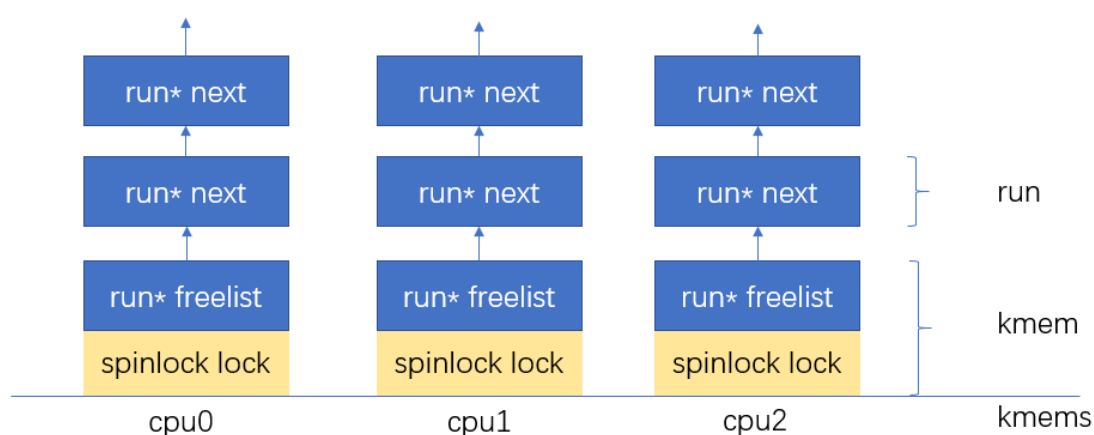 run* next run* next run* next
run* next run* next run* next run
run* freelist run* freelist run* freelist
kmem
spinlock lock spinlock lock spinlock lock
cpu0 cpu1 cpu2 kmems